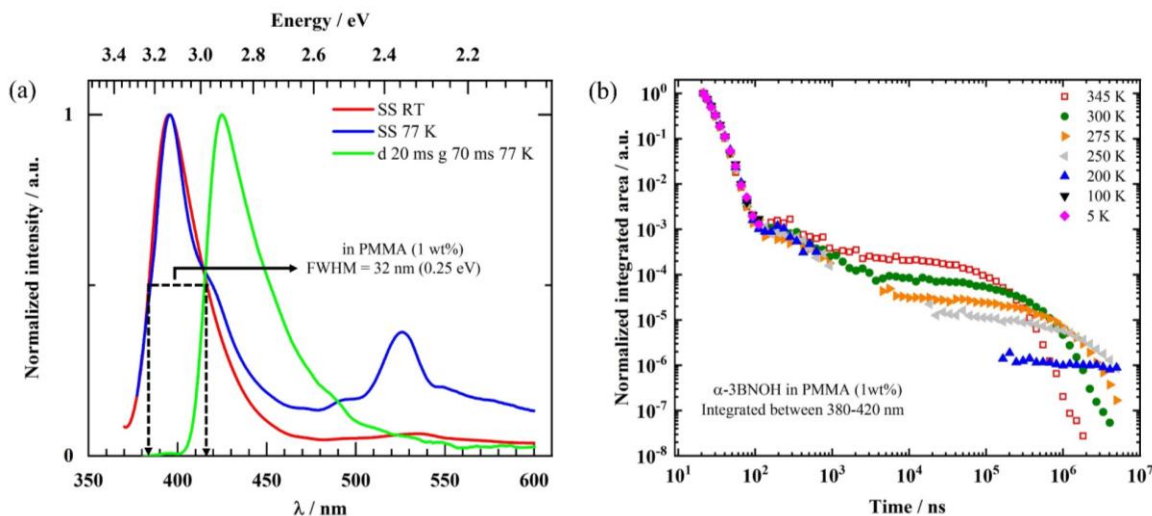 (a)
Energy / eV
3.4 3.2 3.0 2.8 2.6 2.4 2.2
1
0
Normalized intensity / a.u.
SS RT
SS 77 K
d 20 ms g 70 ms 77 K
in PMMA (1 wt%)
FWHM = 32 nm (0.25 eV)
350 400 450 500 550 600
λ / nm
(b)
10⁰
10⁻¹
10⁻²
10⁻³
10⁻⁴
10⁻⁵
10⁻⁶
10⁻⁷
10⁻⁸
Normalized integrated area / a.u.
345 K
300 K
275 K
250 K
200 K
100 K
5 K
α-3BNOH in PMMA (1wt%)
Integrated between 380-420 nm
10¹ 10² 10³ 10⁴ 10⁵ 10⁶ 10⁷
Time / ns